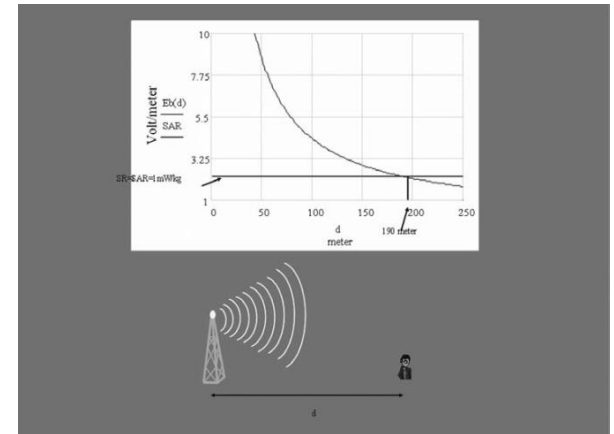 10
7.75
5.5
3.25
1
Volt/meter
Eb(d)
SAR
SR=SAR=1mW/kg
0 50 100 150 200 250
d
meter
190 meter
d